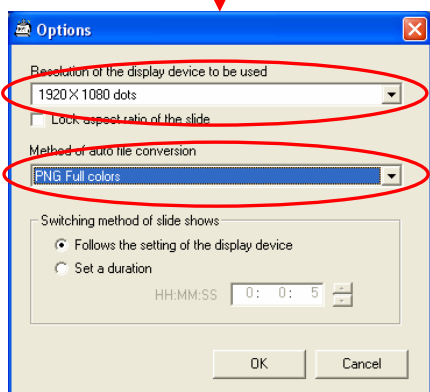 Options
Resolution of the display device to be used
1920 X 1080 dots
Lock aspect ratio of the slide
Method of auto file conversion
PNG Full colors
Switching method of slide shows
Follows the setting of the display device
Set a duration
HH:MM:SS 0: 0: 5
OK Cancel